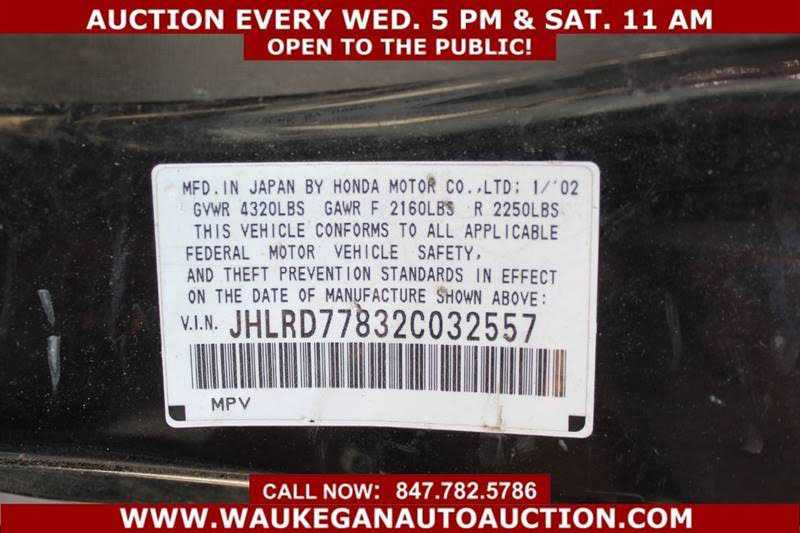 AUCTION EVERY WED. 5 PM & SAT. 11 AM
OPEN TO THE PUBLIC!
MFD. IN JAPAN BY HONDA MOTOR CO.,LTD: 1/'02
GVWR 4320LBS GAWR F 2160LBS R 2250LBS
THIS VEHICLE CONFORMS TO ALL APPLICABLE
FEDERAL MOTOR VEHICLE SAFETY,
AND THEFT PREVENTION STANDARDS IN EFFECT
ON THE DATE OF MANUFACTURE SHOWN ABOVE:
V.I.N. JHLRD77832C032557
MPV
CALL NOW: 847.782.5786
WWW.WAUKEGANAUTOAUCTION.COM